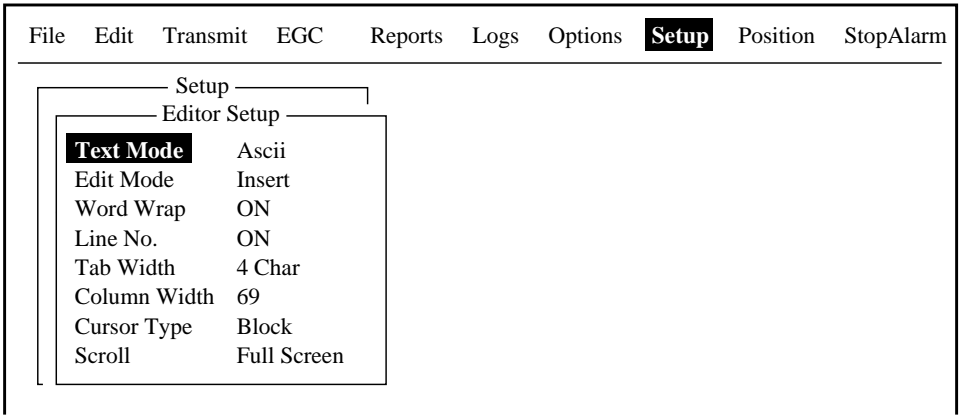 File Edit Transmit EGC Reports Logs Options Setup Position StopAlarm
Setup
Editor Setup
Text Mode Ascii
Edit Mode Insert
Word Wrap ON
Line No. ON
Tab Width 4 Char
Column Width 69
Cursor Type Block
Scroll Full Screen